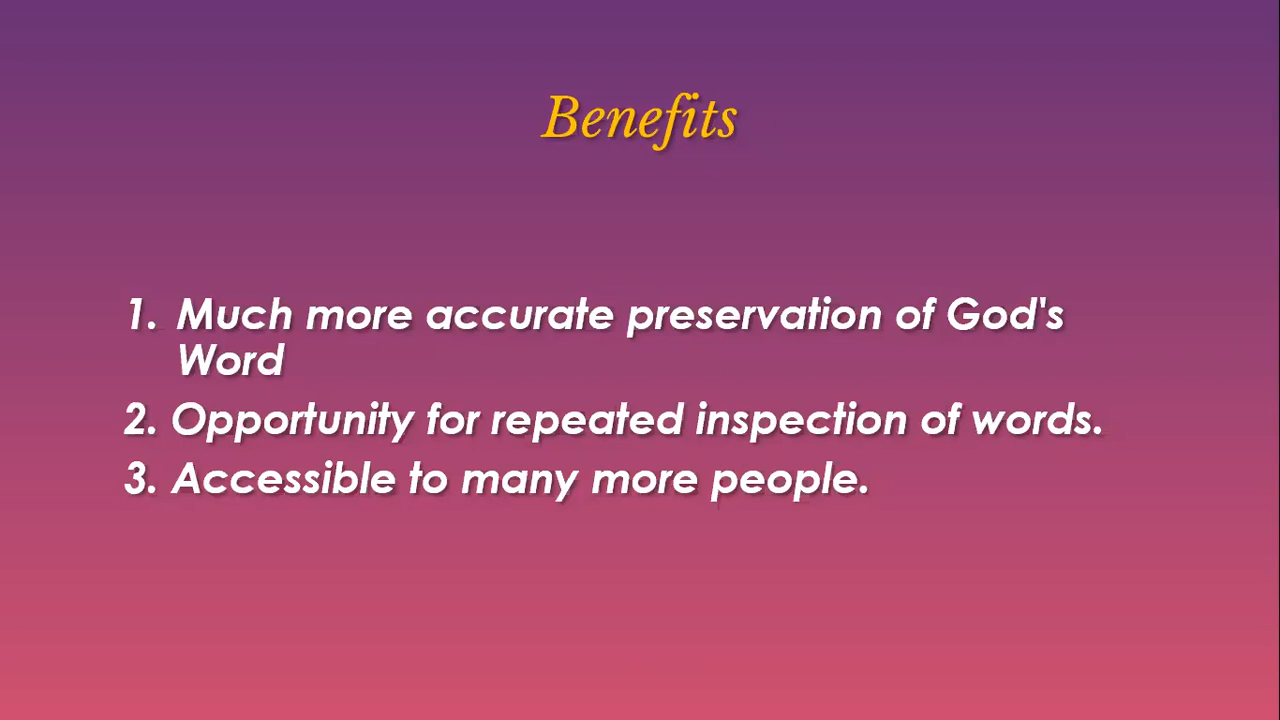 Benefits
1. Much more accurate preservation of God's
Word
2. Opportunity for repeated inspection of words.
3. Accessible to many more people.